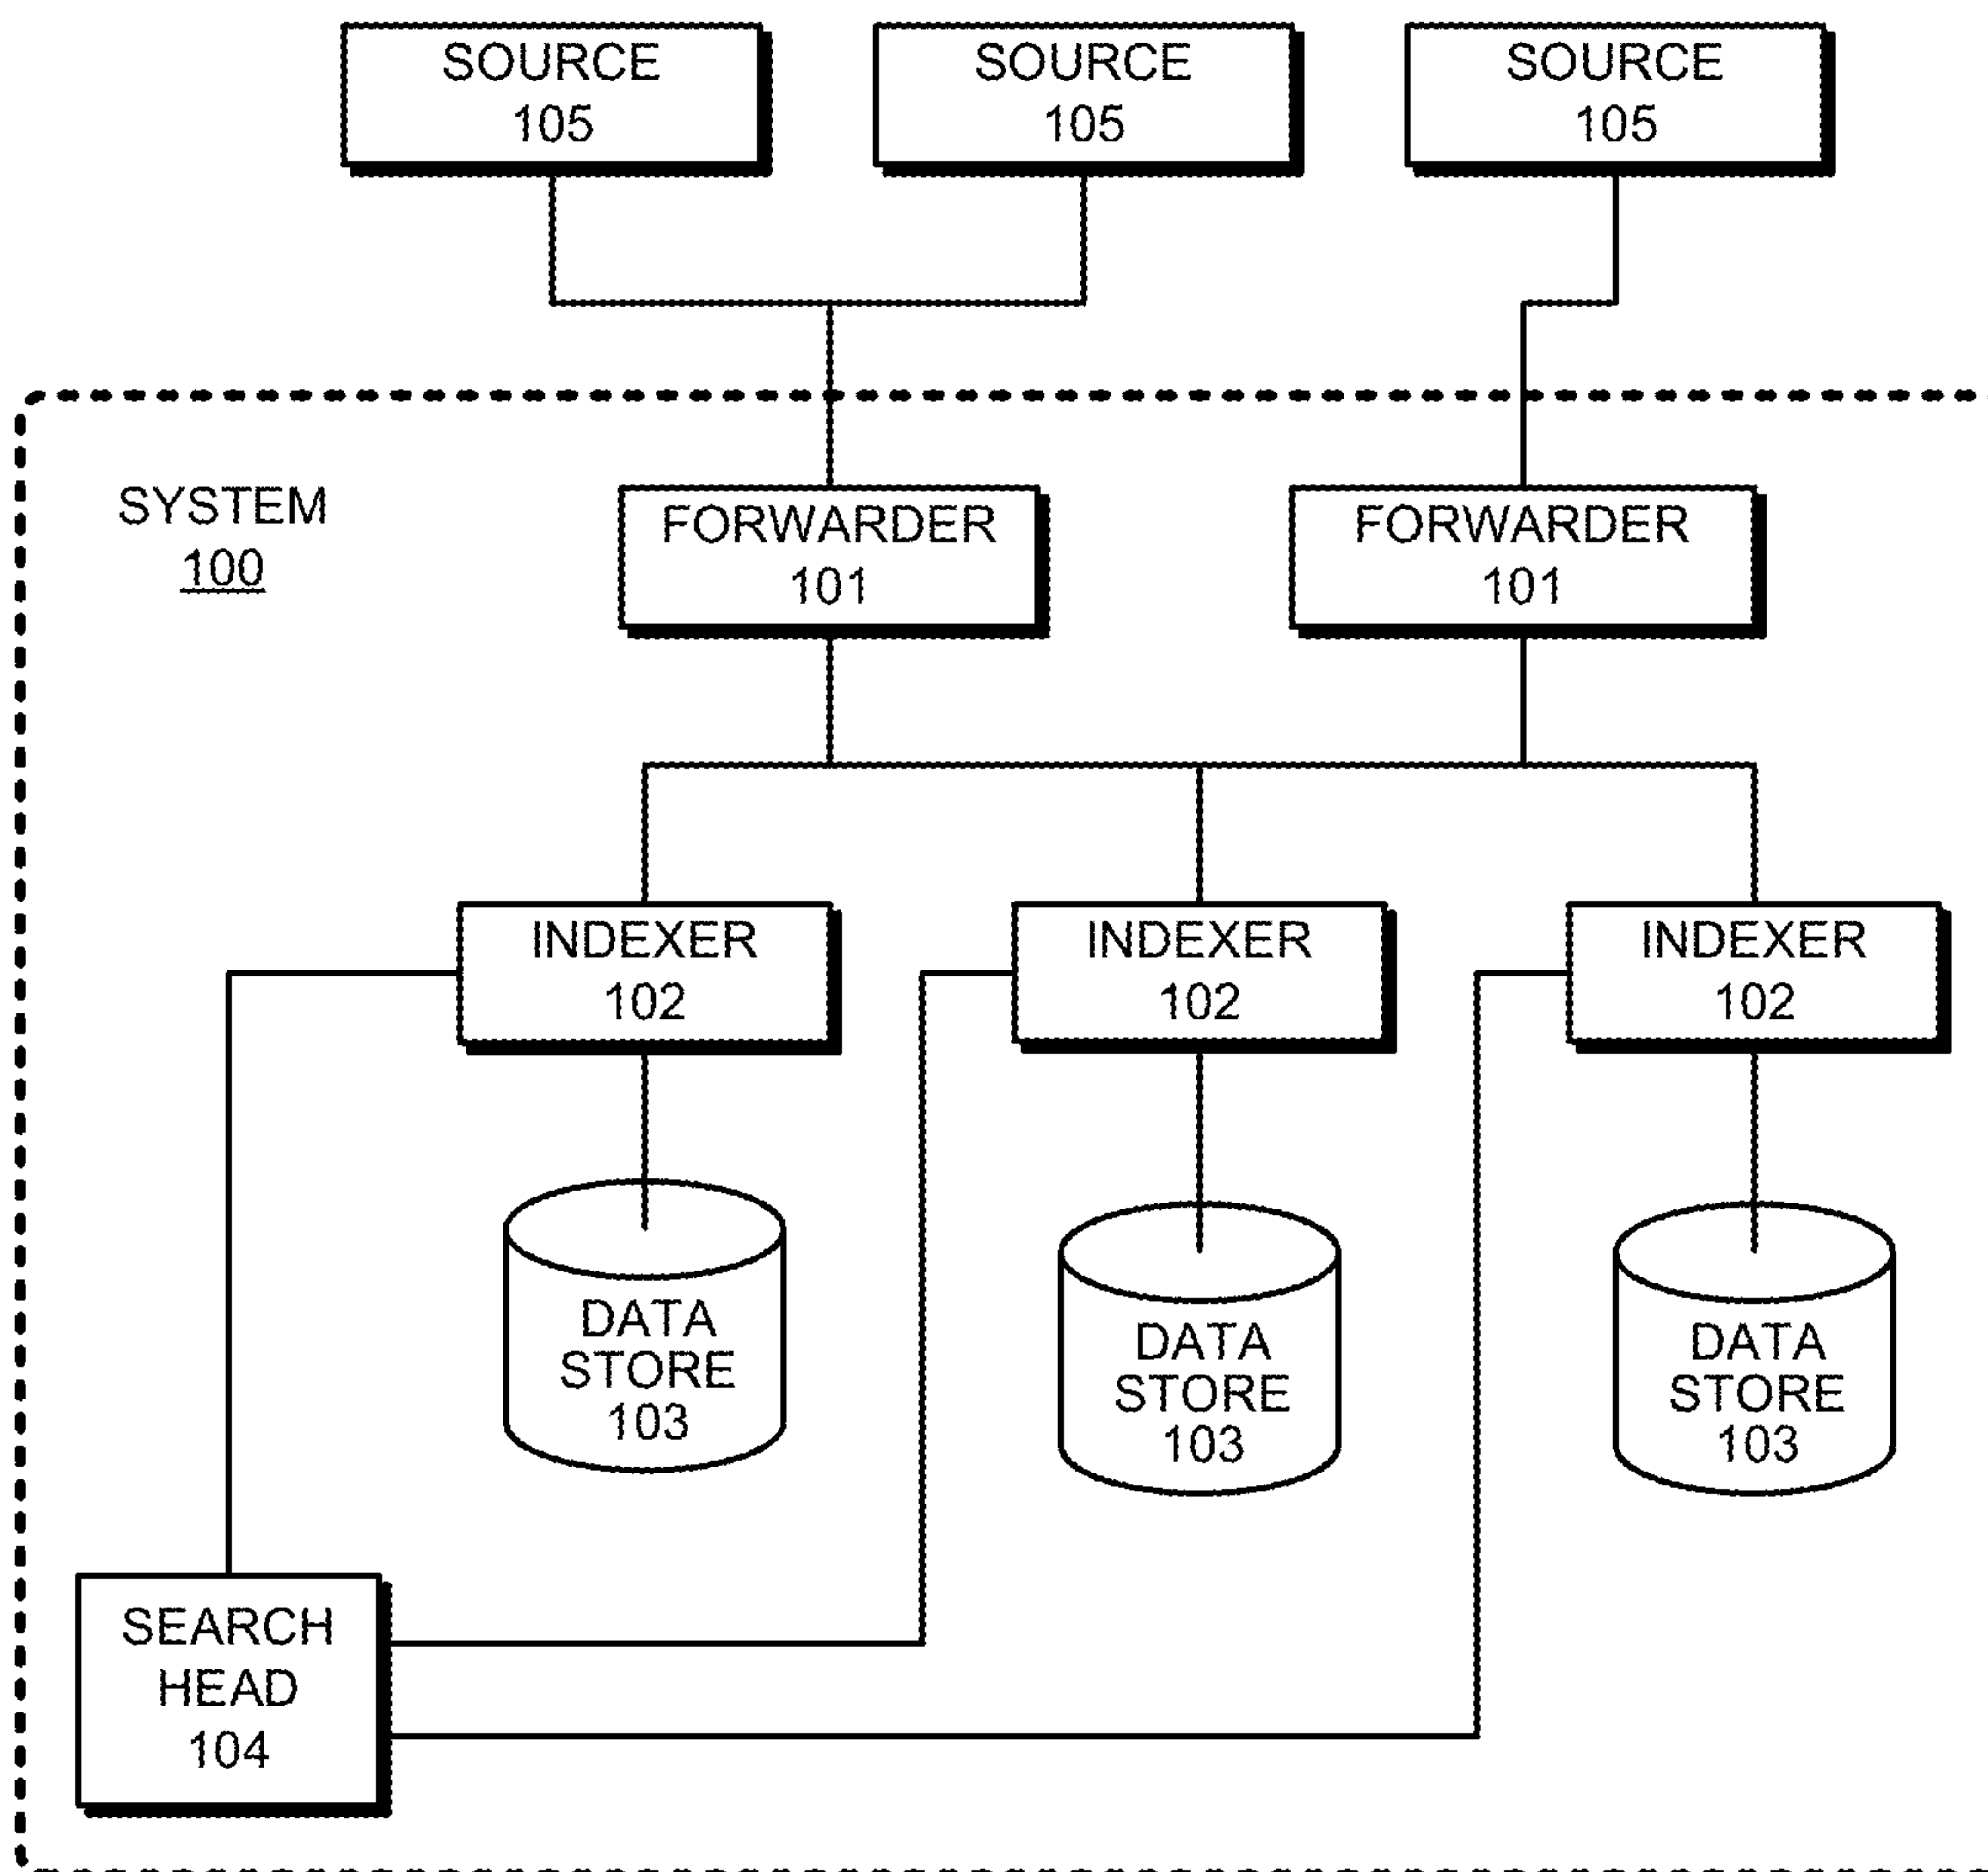 SOURCE
105
SOURCE
105
SOURCE
105
SYSTEM
100
FORWARDER
101
FORWARDER
101
INDEXER
102
INDEXER
102
INDEXER
102
DATA
STORE
103
DATA
STORE
103
DATA
STORE
103
SEARCH
HEAD
104